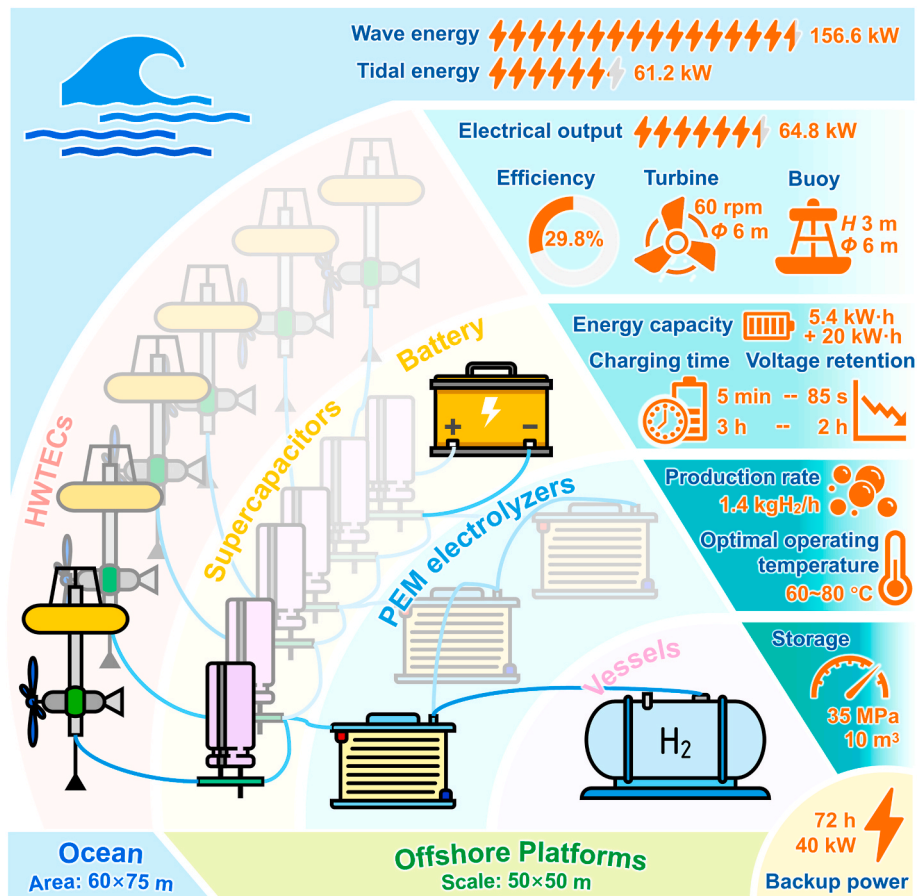 Wave energy 156.6 kW
Tidal energy 61.2 kW
Electrical output 64.8 kW
Efficiency Turbine Buoy
29.8%
60 rpm
Φ 6 m
H 3 m
Φ 6 m
Energy capacity 5.4 kW·h
+ 20 kW·h
Charging time Voltage retention
5 min -- 85 s
3 h -- 2 h
Production rate
1.4 kgH₂/h
Optimal operating
temperature
60~80 °C
Storage
35 MPa
10 m³
72 h
40 kW
Backup power
HWTECs
Supercapacitors
Battery
+ −
PEM electrolyzers
Vessels
H₂
Ocean
Area: 60×75 m
Offshore Platforms
Scale: 50×50 m